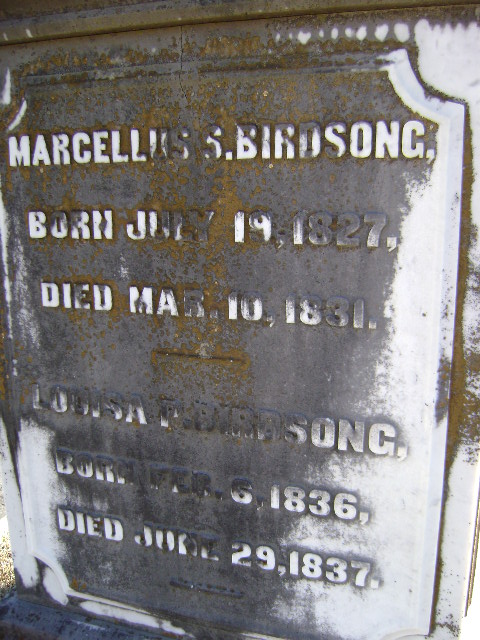 MARCELLUS S. BIRDSONG,
BORN JULY 19, 1827,
DIED MAR. 10, 1831.
LOUISA P. BIRDSONG,
BORN FEB. 6, 1836,
DIED JUNE 29, 1837.